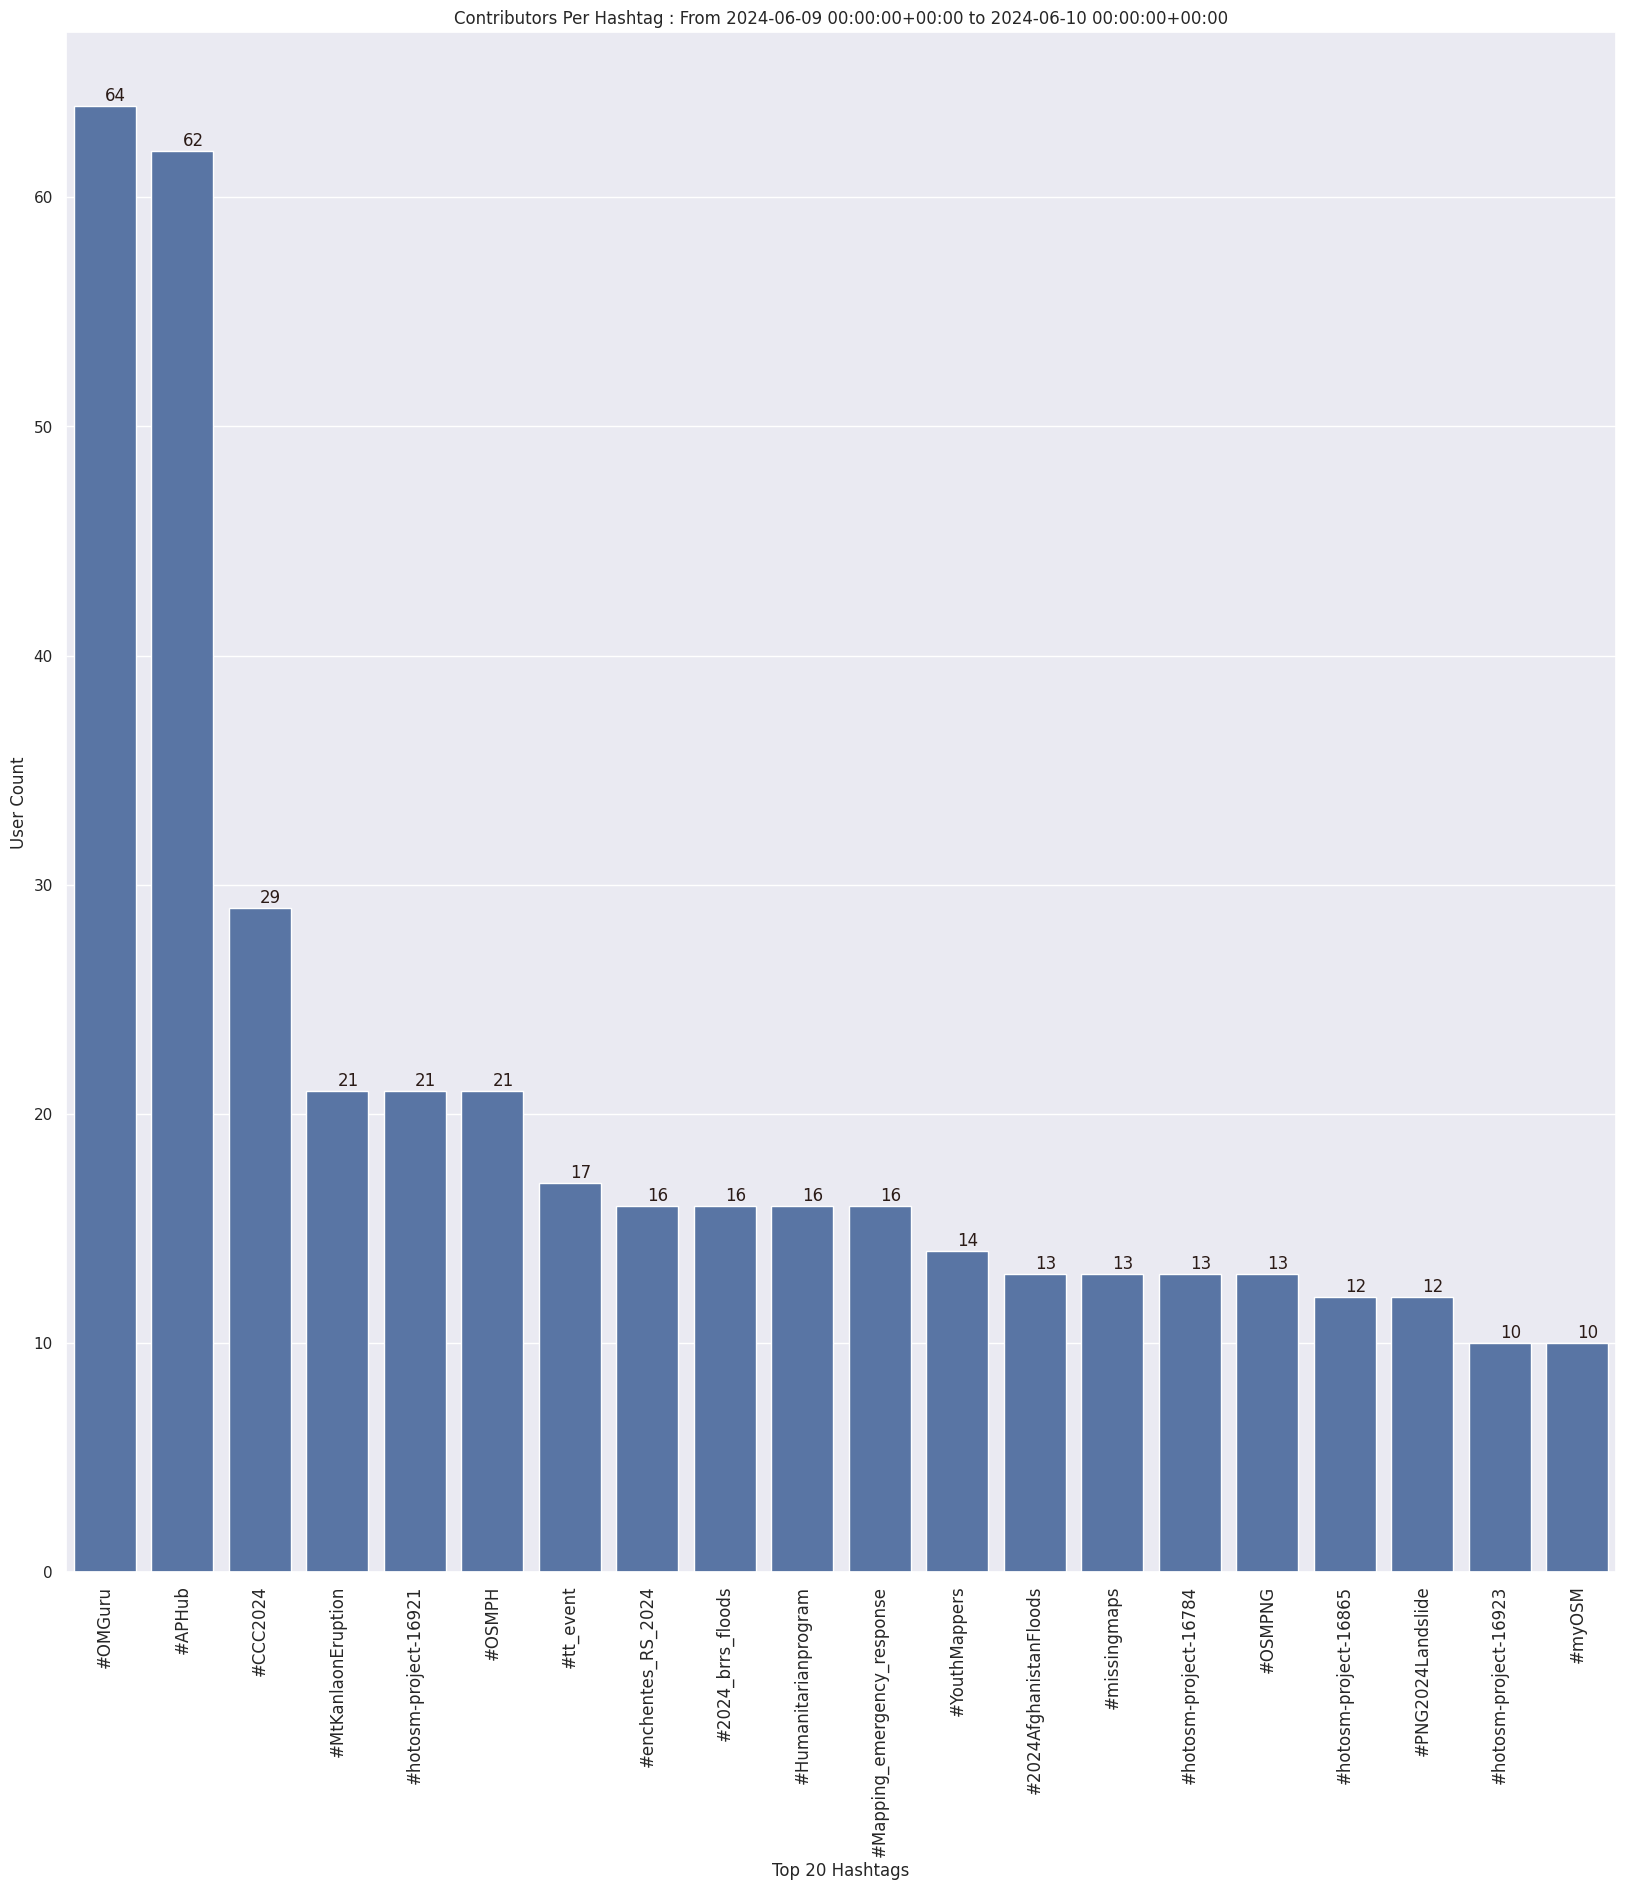 Contributors Per Hashtag : From 2024-06-09 00:00:00+00:00 to 2024-06-10 00:00:00+00:00
User Count
60
50
40
30
20
10
0
64
62
29
21
21
21
17
16
16
16
16
14
13
13
13
13
12
12
10
10
#OMGuru
#APHub
#CCC2024
#MtKanlaonEruption
#hotosm-project-16921
#OSMPH
#tt_event
#enchentes_RS_2024
#2024_brrs_floods
#Humanitarianprogram
#Mapping_emergency_response
#YouthMappers
#2024AfghanistanFloods
#missingmaps
#hotosm-project-16784
#OSMPNG
#hotosm-project-16865
#PNG2024Landslide
#hotosm-project-16923
#myOSM
Top 20 Hashtags